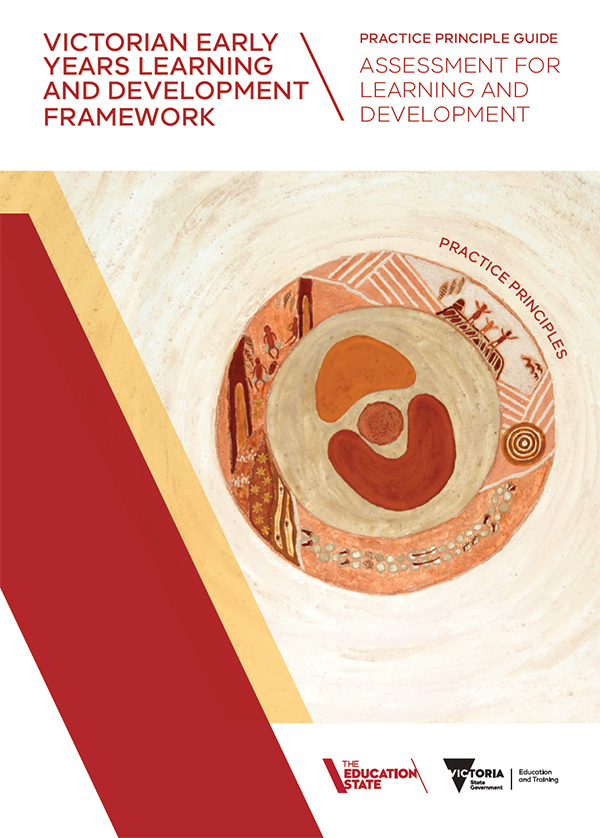 VICTORIAN EARLY
YEARS LEARNING
AND DEVELOPMENT
FRAMEWORK
PRACTICE PRINCIPLE GUIDE
ASSESSMENT FOR
LEARNING AND
DEVELOPMENT
PRACTICE PRINCIPLES
THE
EDUCATION
STATE
VICTORIA
State
Government
Education
and Training